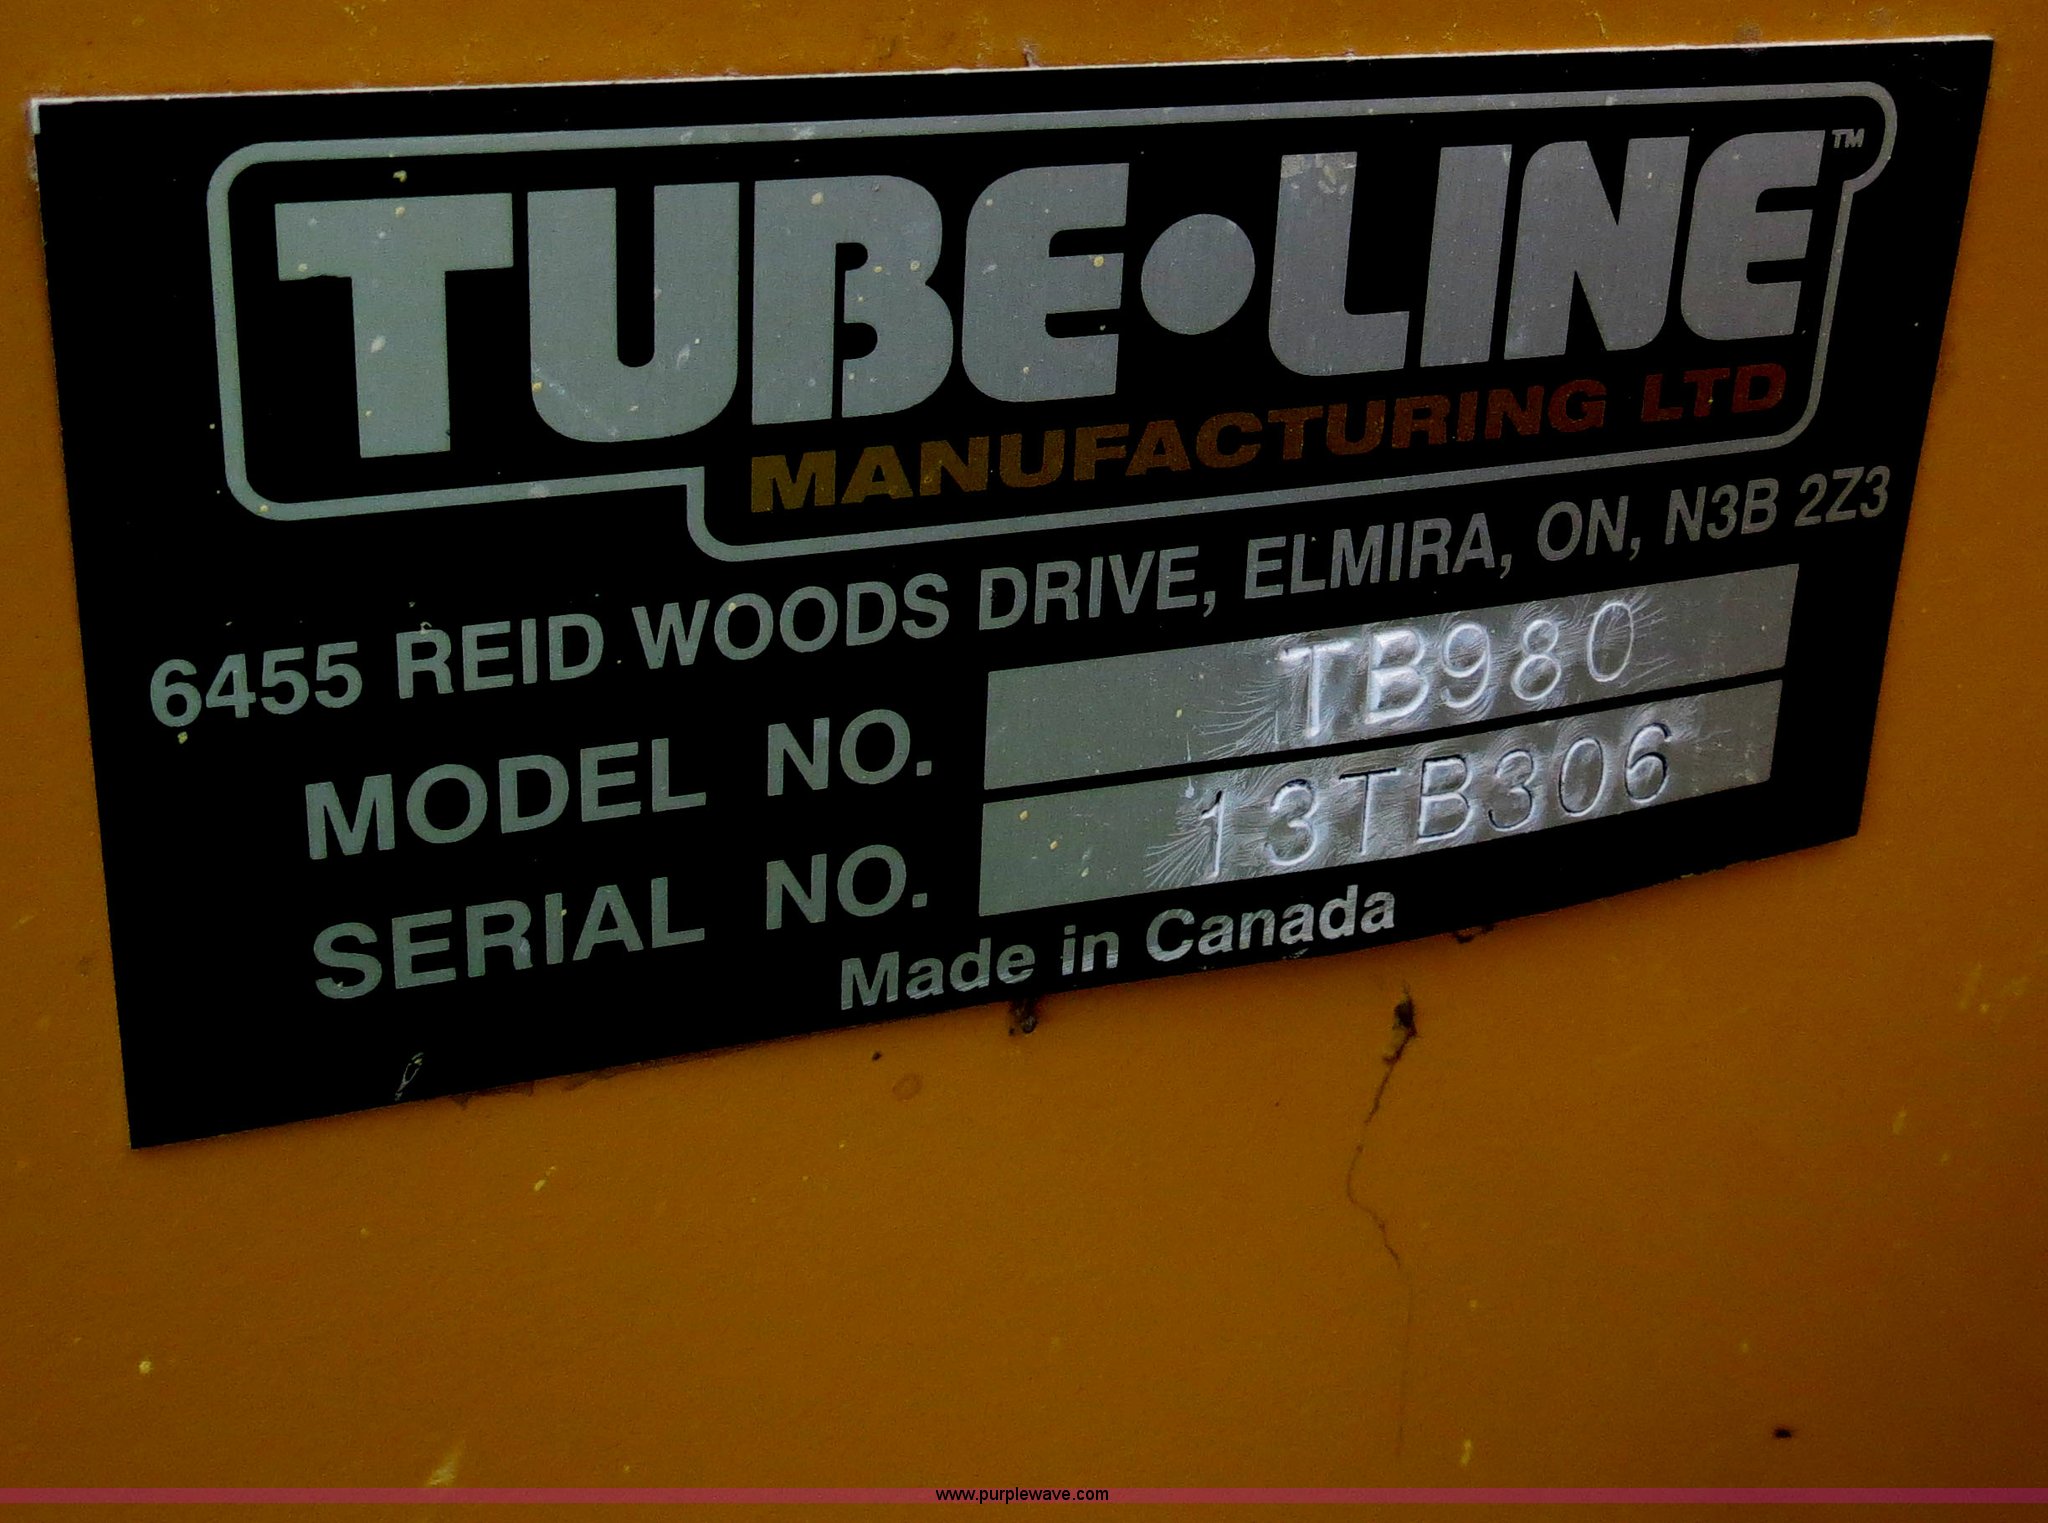 TUBE•LINE™
MANUFACTURING LTD
6455 REID WOODS DRIVE, ELMIRA, ON, N3B 2Z3
MODEL NO. TB980
SERIAL NO. 13TB306
Made in Canada
www.purplewave.com